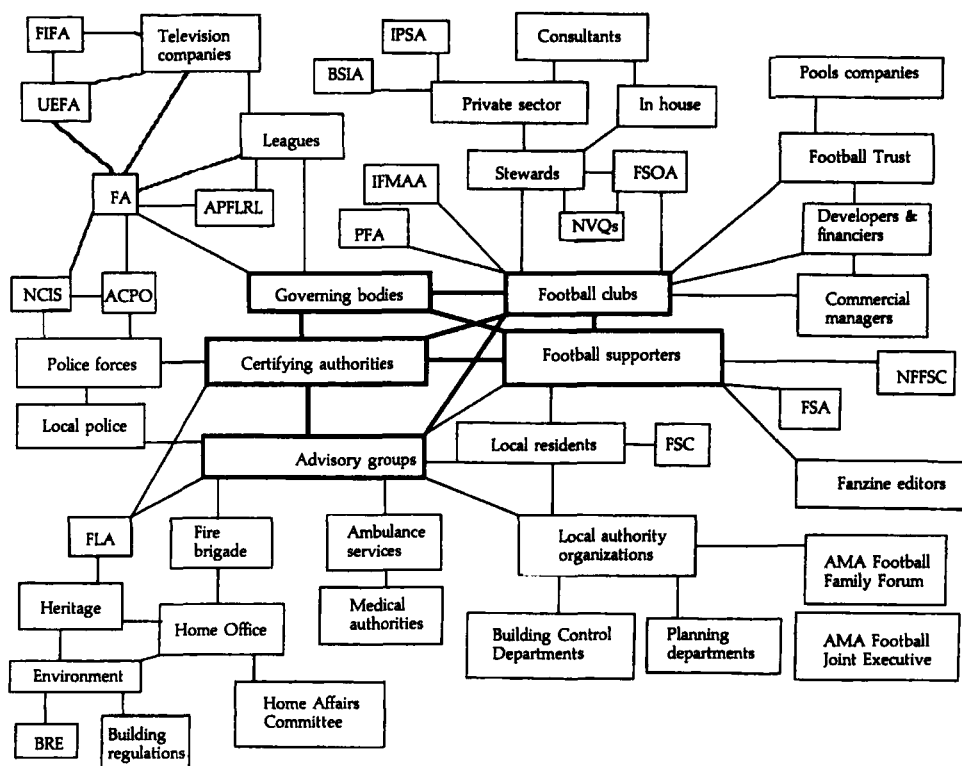 FIFA
Television
companies
IPSA
Consultants
BSIA
Pools companies
UEFA
Private sector
In house
Leagues
Football Trust
Stewards
FSOA
IFMAA
FA
APFLRL
NVQs
Developers &
financiers
PFA
NCIS
ACPO
Governing bodies
Football clubs
Commercial
managers
Police forces
Certifying authorities
Football supporters
NFFSC
FSA
Local police
Advisory groups
Local residents
FSC
Fanzine editors
FLA
Fire
brigade
Ambulance
services
Local authority
organizations
AMA Football
Family Forum
Heritage
Home Office
Medical
authorities
Building Control
Departments
Planning
departments
AMA Football
Joint Executive
Environment
Home Affairs
Committee
BRE
Building
regulations